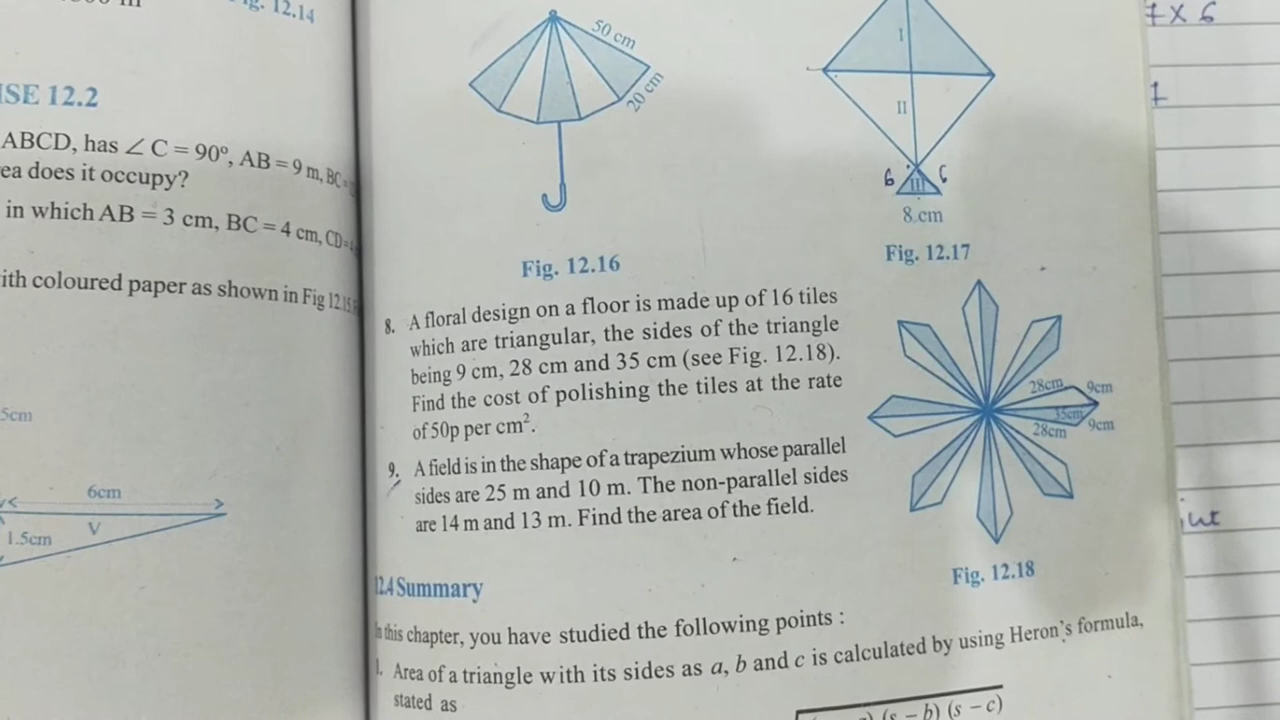 12.14
12.2
ABCD, has ∠ C = 90º, AB = 9 m, BC =
does it occupy?
in which AB = 3 cm, BC = 4 cm, CD =
coloured paper as shown in Fig 12.15
5cm
6cm
V
1.5cm
50 cm
20 cm
Fig. 12.16
I
II
6 6
III
8 cm
Fig. 12.17
8. A floral design on a floor is made up of 16 tiles
which are triangular, the sides of the triangle
being 9 cm, 28 cm and 35 cm (see Fig. 12.18).
Find the cost of polishing the tiles at the rate
of 50p per cm².
9. A field is in the shape of a trapezium whose parallel
sides are 25 m and 10 m. The non-parallel sides
are 14 m and 13 m. Find the area of the field.
28cm 9cm
35cm
28cm 9cm
Fig. 12.18
12.4 Summary
In this chapter, you have studied the following points :
1. Area of a triangle with its sides as a, b and c is calculated by using Heron's formula,
stated as
(s – b) (s – c)